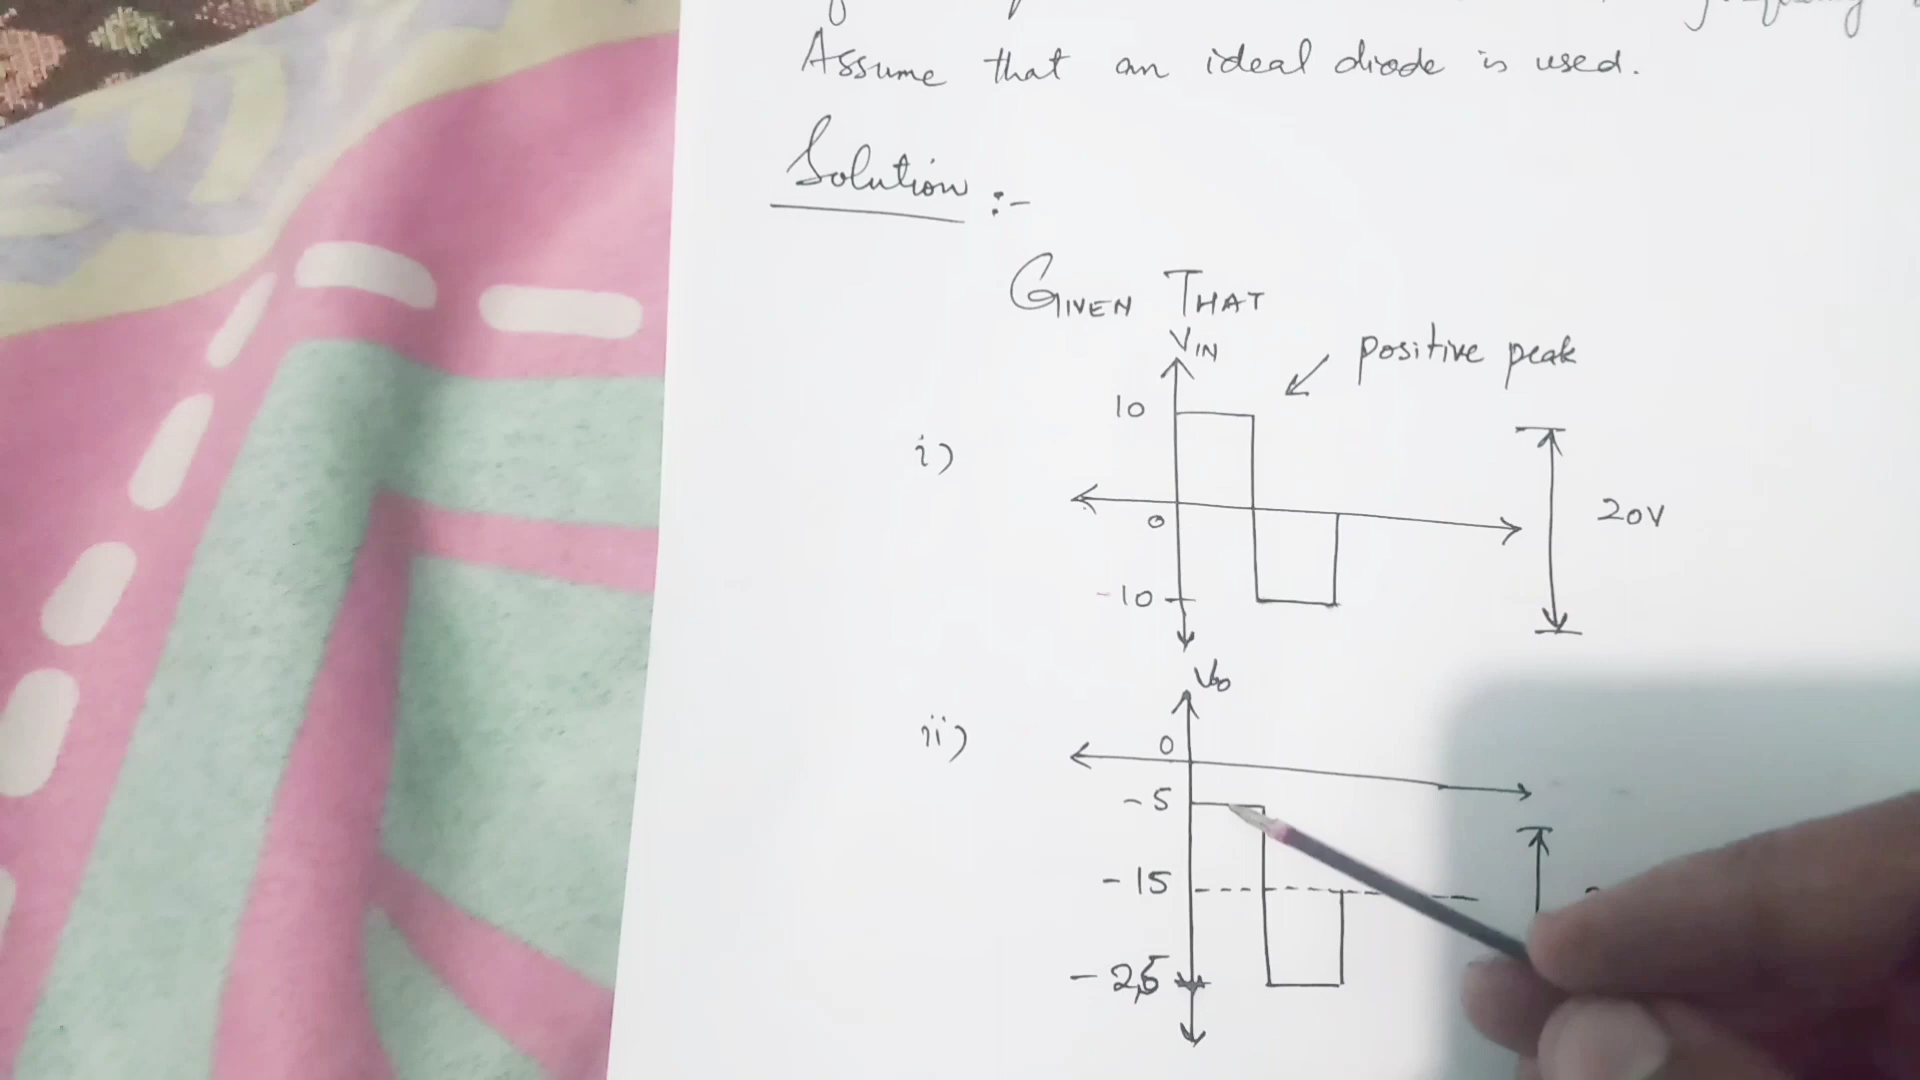 Assume that an ideal diode is used.
Solution :-
GIVEN THAT
VIN
positive peak
10
i)
0
20V
-10
Vo
ii)
0
-5
-15
-25